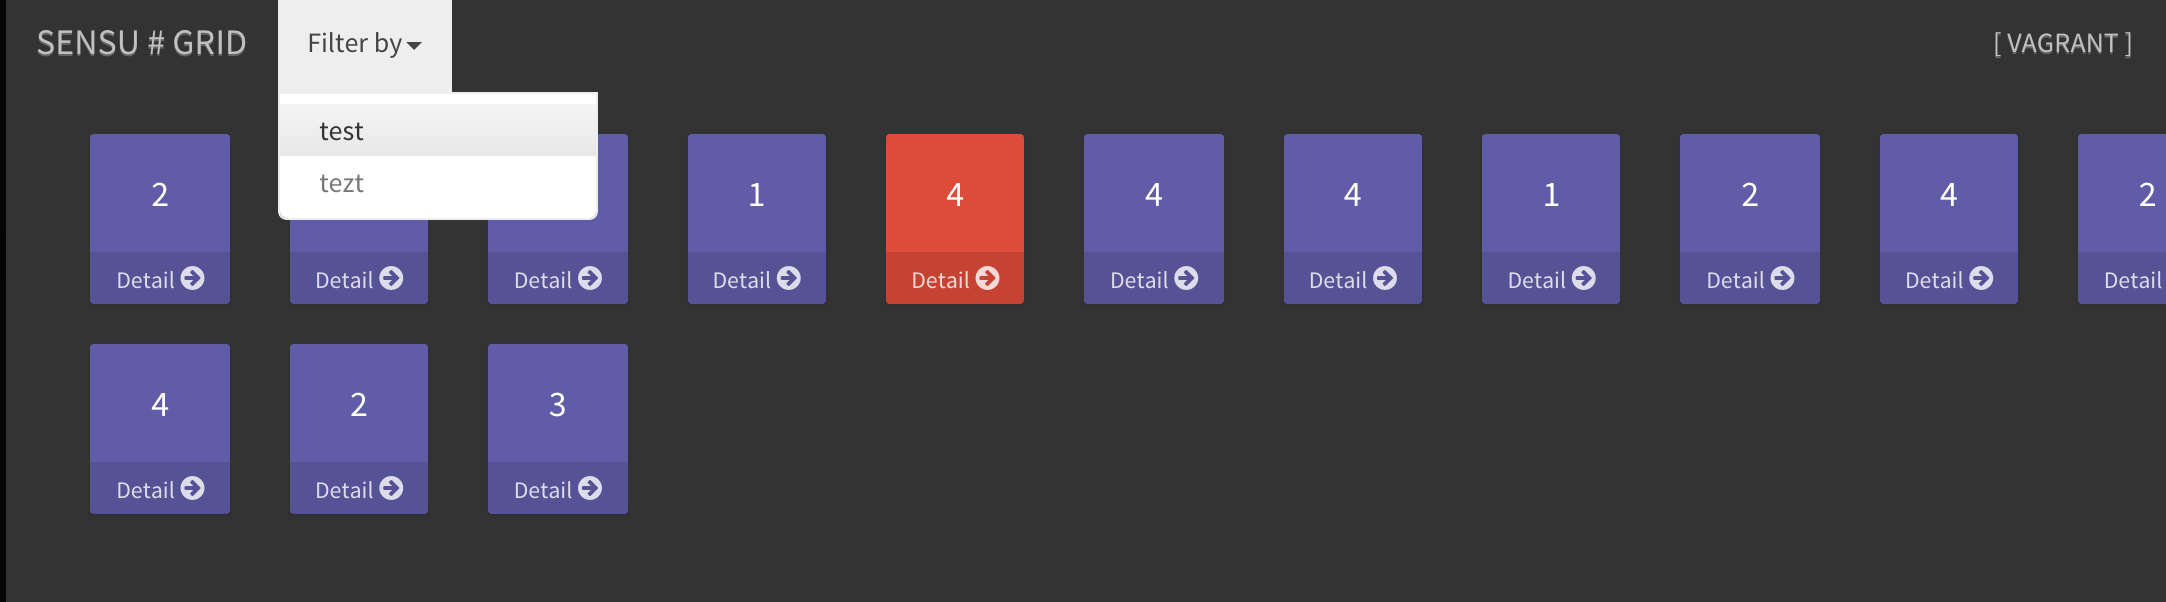 SENSU # GRID Filter by [ VAGRANT ]
test
tezt
2 1 4 4 4 1 2 4 2
Detail Detail Detail Detail Detail Detail Detail Detail Detail Detail Detail
4 2 3
Detail Detail Detail